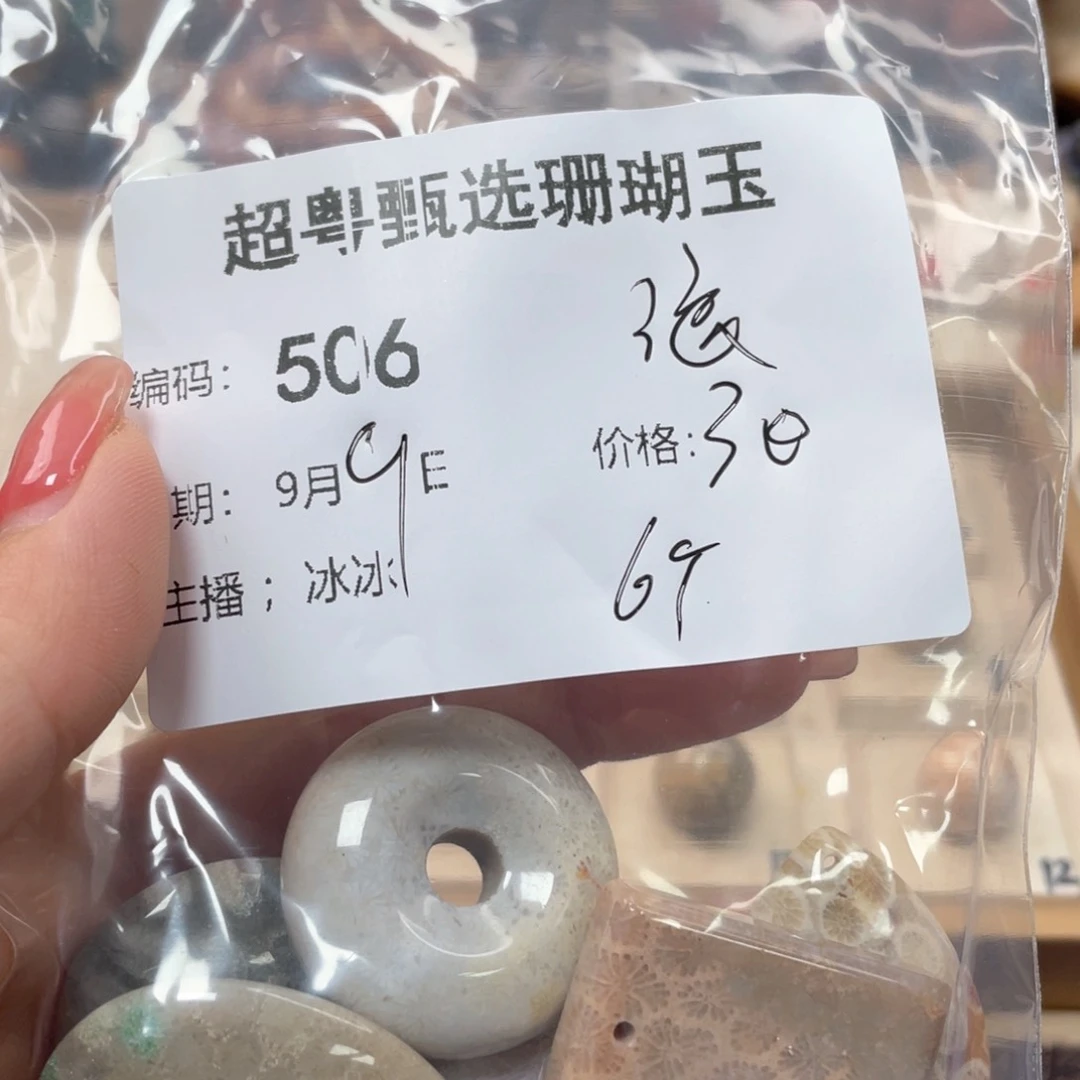 超粤甄选珊瑚玉
编码：506
期：9月9日
价格:30
主播；冰冰
69